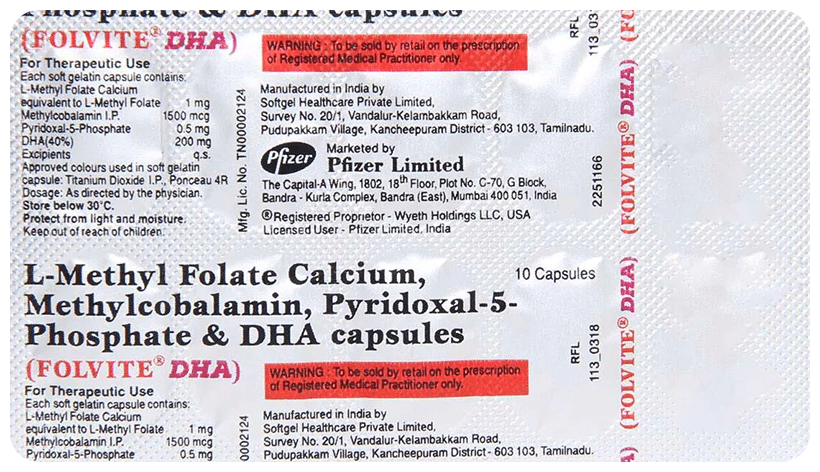 Phosphate & DHA capsules
(FOLVITE® DHA)
For Therapeutic Use
Each soft gelatin capsule contains:
L-Methyl Folate Calcium
equivalent to L-Methyl Folate 1 mg
Methylcobalamin I.P. 1500 mcg
Pyridoxal-5-Phosphate 0.5 mg
DHA(40%) 200 mg
Excipients q.s.
Approved colours used in soft gelatin
capsule: Titanium Dioxide I.P., Ponceau 4R
Dosage: As directed by the physician.
Store below 30°C.
Protect from light and moisture.
Keep out of reach of children.
Mfg. Lic. No. TN00002124
WARNING : To be sold by retail on the prescription
of Registered Medical Practitioner only.
Manufactured in India by
Softgel Healthcare Private Limited,
Survey No. 20/1, Vandalur-Kelambakkam Road,
Pudupakkam Village, Kancheepuram District - 603 103, Tamilnadu.
Pfizer
Marketed by
Pfizer Limited
The Capital-A Wing, 1802, 18th Floor, Plot No. C-70, G Block,
Bandra - Kurla Complex, Bandra (East), Mumbai 400 051, India
®Registered Proprietor - Wyeth Holdings LLC, USA
Licensed User - Pfizer Limited, India
RFL
113_03
2251166
(FOLVITE® DHA)
L-Methyl Folate Calcium,
Methylcobalamin, Pyridoxal-5-
Phosphate & DHA capsules
10 Capsules
(FOLVITE® DHA)
For Therapeutic Use
Each soft gelatin capsule contains:
L-Methyl Folate Calcium
equivalent to L-Methyl Folate 1 mg
Methylcobalamin I.P. 1500 mcg
Pyridoxal-5-Phosphate 0.5 mg
0002124
WARNING : To be sold by retail on the prescription
of Registered Medical Practitioner only.
Manufactured in India by
Softgel Healthcare Private Limited,
Survey No. 20/1, Vandalur-Kelambakkam Road,
Pudupakkam Village, Kancheepuram District - 603 103, Tamilnadu.
RFL
113_0318
(FOLVITE® DHA)